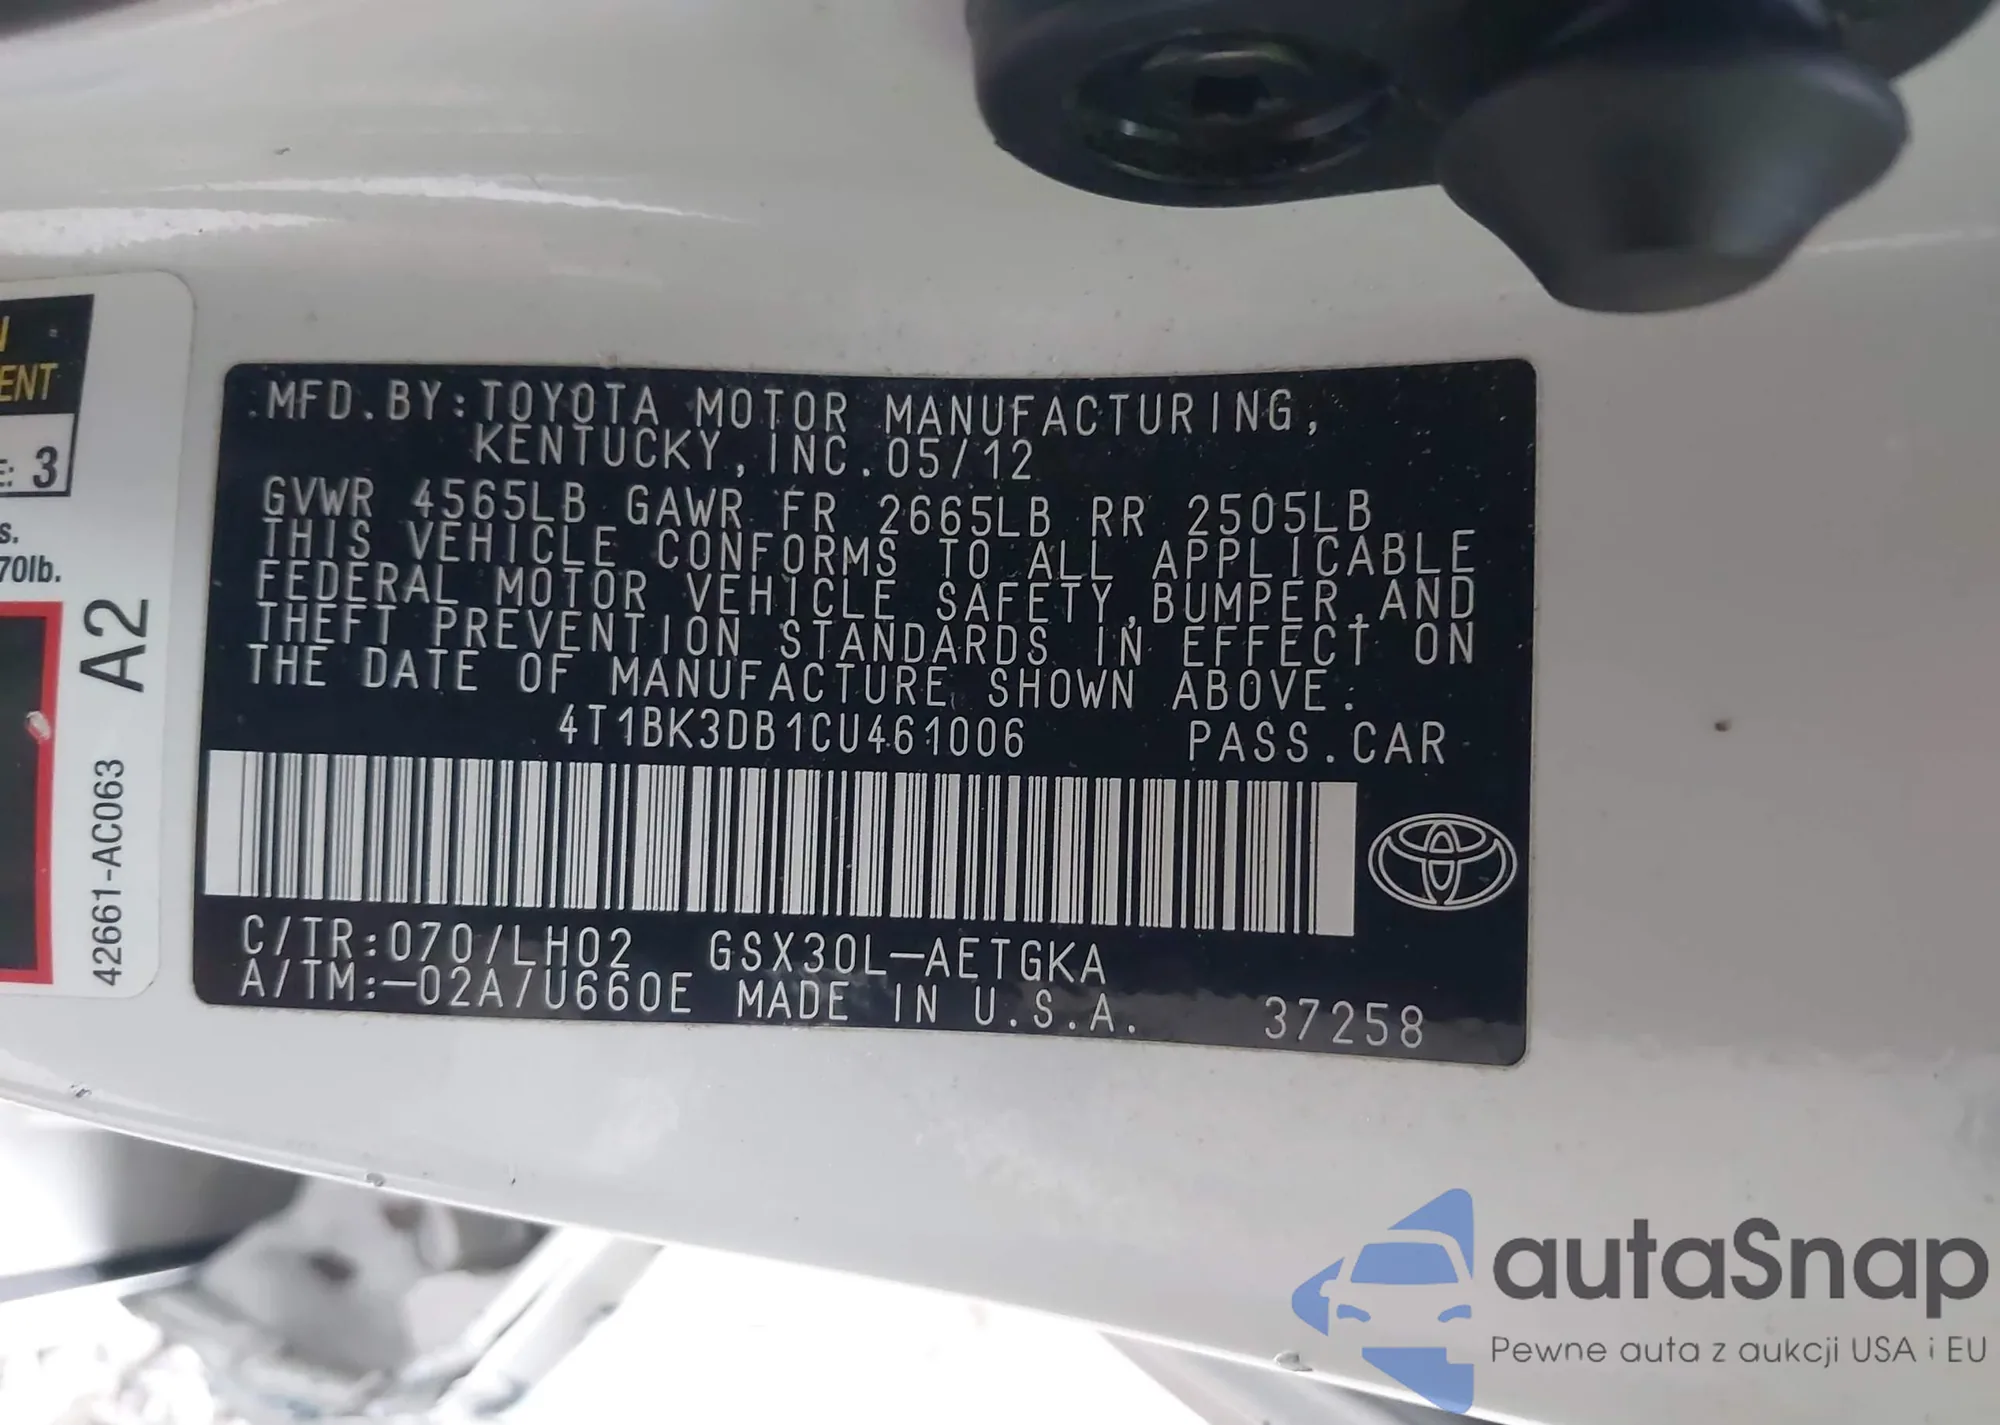 ENT
E: 3
s.
70lb.
A2
42661-AC063
MFD.BY:TOYOTA MOTOR MANUFACTURING,
KENTUCKY,INC.05/12
GVWR 4565LB GAWR FR 2665LB RR 2505LB
THIS VEHICLE CONFORMS TO ALL APPLICABLE
FEDERAL MOTOR VEHICLE SAFETY,BUMPER,AND
THEFT PREVENTION STANDARDS IN EFFECT ON
THE DATE OF MANUFACTURE SHOWN ABOVE.
4T1BK3DB1CU461006 PASS.CAR
C/TR:070/LH02 GSX30L-AETGKA
A/TM:-02A/U660E MADE IN U.S.A. 37258
autaSnap
Pewne auta z aukcji USA i EU